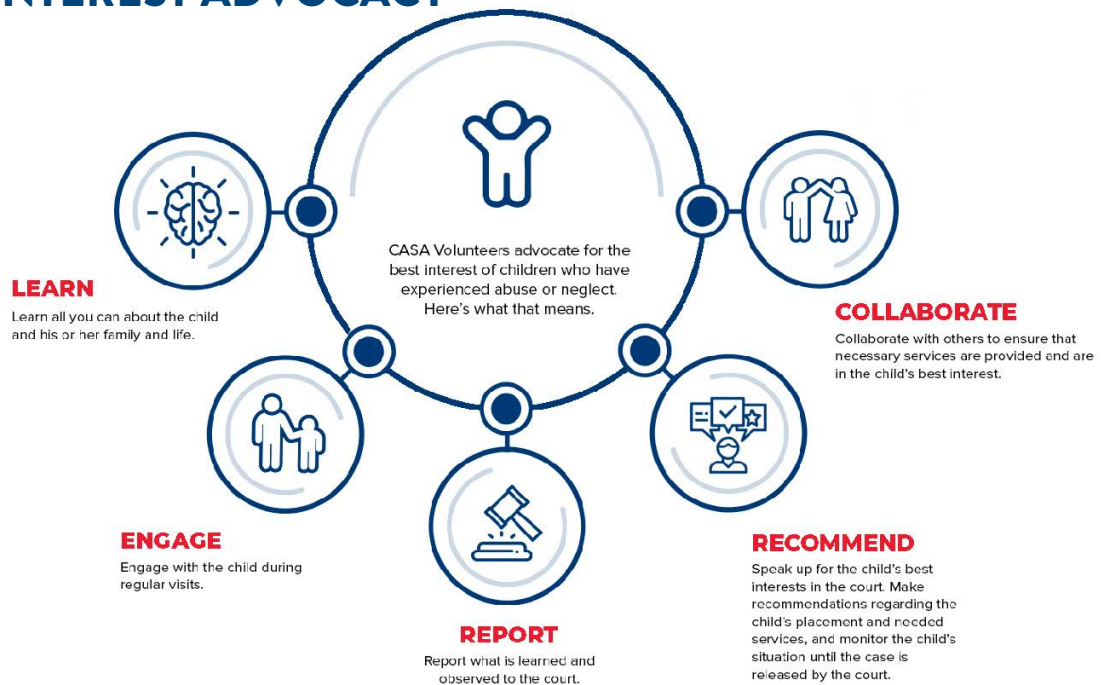 INTEREST ADVOCACY
CASA Volunteers advocate for the
best interest of children who have
experienced abuse or neglect.
Here’s what that means.
LEARN
Learn all you can about the child
and his or her family and life.
ENGAGE
Engage with the child during
regular visits.
REPORT
Report what is learned and
observed to the court.
RECOMMEND
Speak up for the child’s best
interests in the court. Make
recommendations regarding the
child’s placement and needed
services, and monitor the child’s
situation until the case is
released by the court.
COLLABORATE
Collaborate with others to ensure that
necessary services are provided and are
in the child’s best interest.